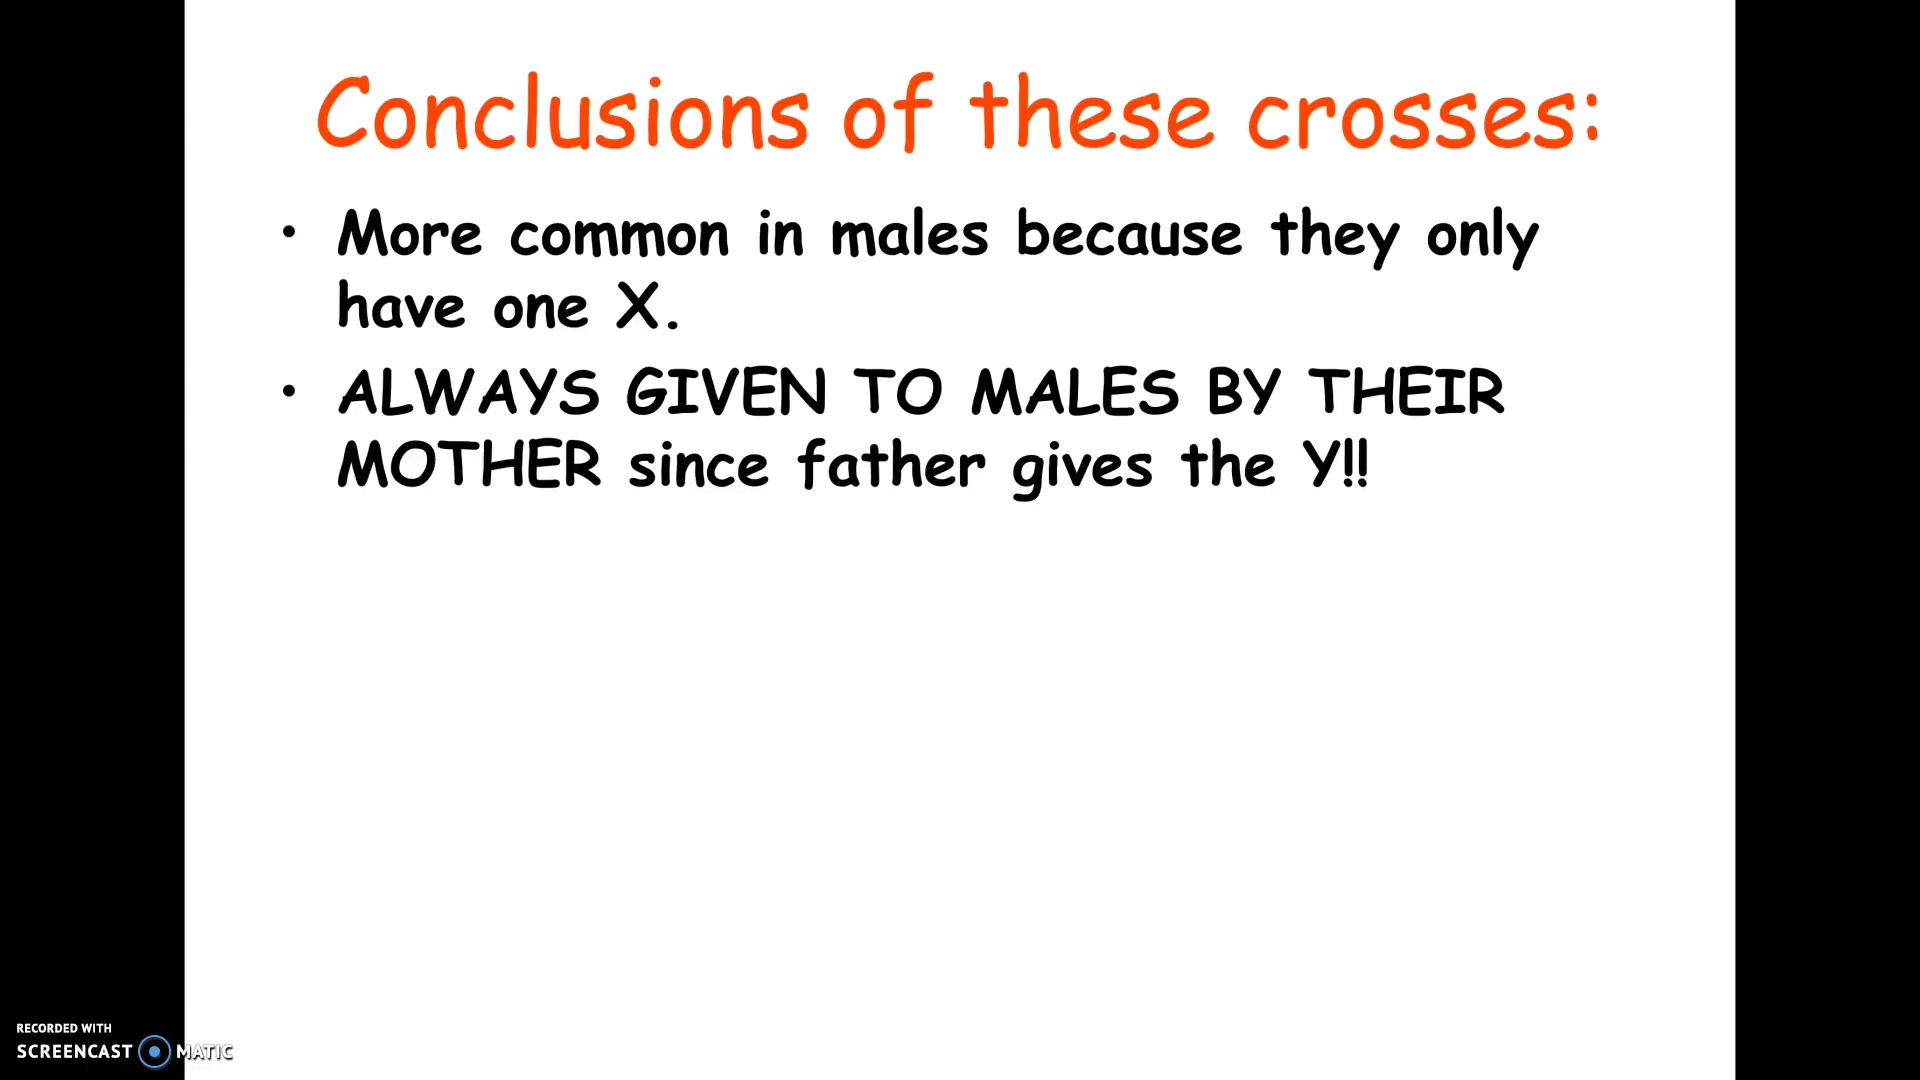 Conclusions of these crosses:
• More common in males because they only
have one X.
• ALWAYS GIVEN TO MALES BY THEIR
MOTHER since father gives the Y!!
RECORDED WITH
SCREENCAST MATIC